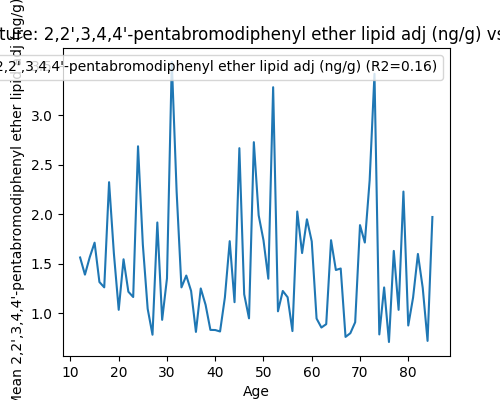 ture: 2,2',3,4,4'-pentabromodiphenyl ether lipid adj (ng/g) vs
2,2',3,4,4'-pentabromodiphenyl ether lipid adj (ng/g) (R2=0.16)
Mean 2,2',3,4,4'-pentabromodiphenyl ether lipid adj (ng/g)
3.0
2.5
2.0
1.5
1.0
10 20 30 40 50 60 70 80
Age